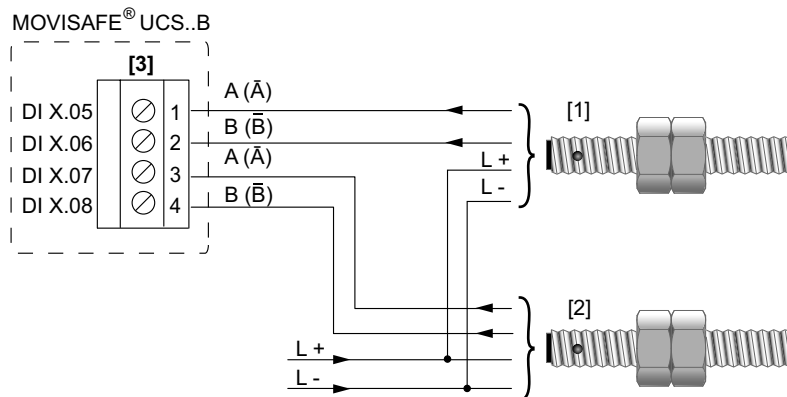 MOVISAFE® UCS..B
[3]
DI X.05 1 A (Ā)
DI X.06 2 B (B̄)
DI X.07 3 A (Ā)
DI X.08 4 B (B̄)
L +
L -
[1]
[2]
L +
L -